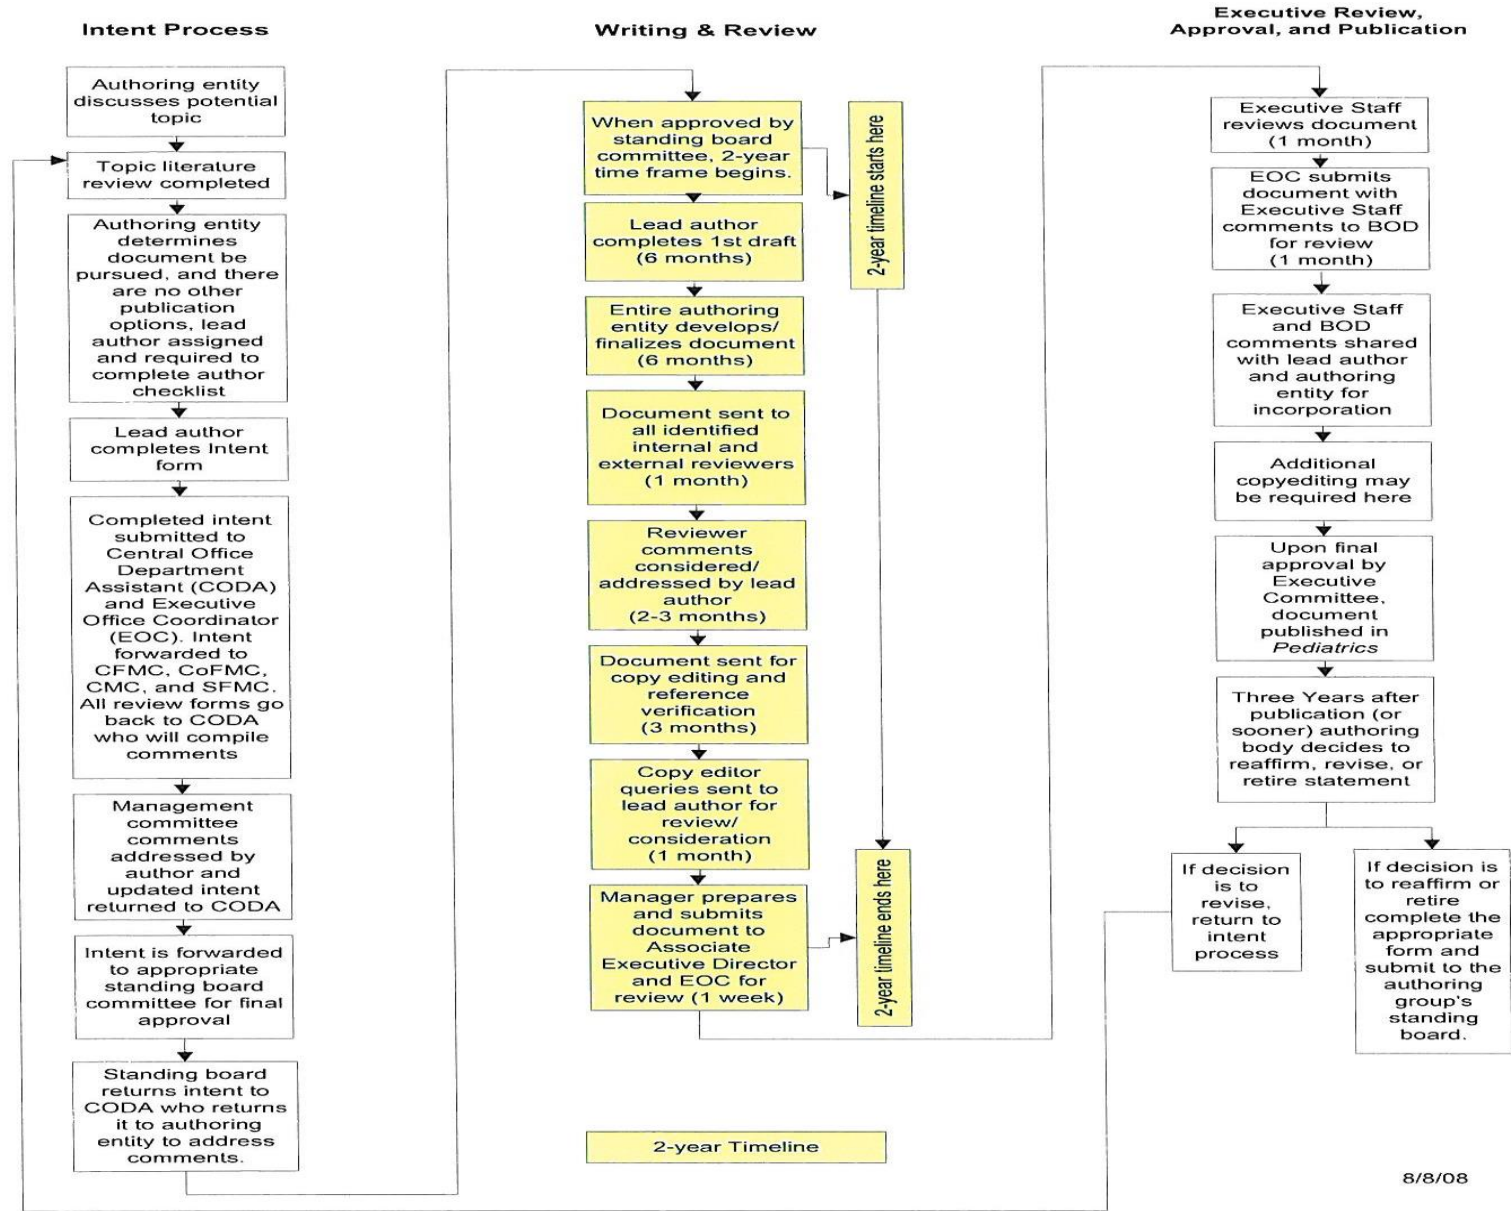 Intent Process
Authoring entity
discusses potential
topic
Topic literature
review completed
Authoring entity
determines
document be
pursued, and there
are no other
publication
options, lead
author assigned
and required to
complete author
checklist
Lead author
completes Intent
form
Completed intent
submitted to
Central Office
Department
Assistant (CODA)
and Executive
Office Coordinator
(EOC). Intent
forwarded to
CFMC, CoFMC,
CMC, and SFMC.
All review forms go
back to CODA
who will compile
comments
Management
committee
comments
addressed by
author and
updated intent
returned to CODA
Intent is forwarded
to appropriate
standing board
committee for final
approval
Standing board
returns intent to
CODA who returns
it to authoring
entity to address
comments.
Writing & Review
When approved by
standing board
committee, 2-year
time frame begins.
2-year timeline starts here
Lead author
completes 1st draft
(6 months)
Entire authoring
entity develops/
finalizes document
(6 months)
Document sent to
all identified
internal and
external reviewers
(1 month)
Reviewer
comments
considered/
addressed by lead
author
(2-3 months)
Document sent for
copy editing and
reference
verification
(3 months)
Copy editor
queries sent to
lead author for
review/
consideration
(1 month)
Manager prepares
and submits
document to
Associate
Executive Director
and EOC for
review (1 week)
2-year timeline ends here
2-year Timeline
Executive Review,
Approval, and Publication
Executive Staff
reviews document
(1 month)
EOC submits
document with
Executive Staff
comments to BOD
for review
(1 month)
Executive Staff
and BOD
comments shared
with lead author
and authoring
entity for
incorporation
Additional
copyediting may
be required here
Upon final
approval by
Executive
Committee,
document
published in
Pediatrics
Three Years after
publication (or
sooner) authoring
body decides to
reaffirm, revise, or
retire statement
If decision
is to
revise,
return to
intent
process
If decision is
to reaffirm or
retire
complete the
appropriate
form and
submit to the
authoring
group's
standing
board.
8/8/08